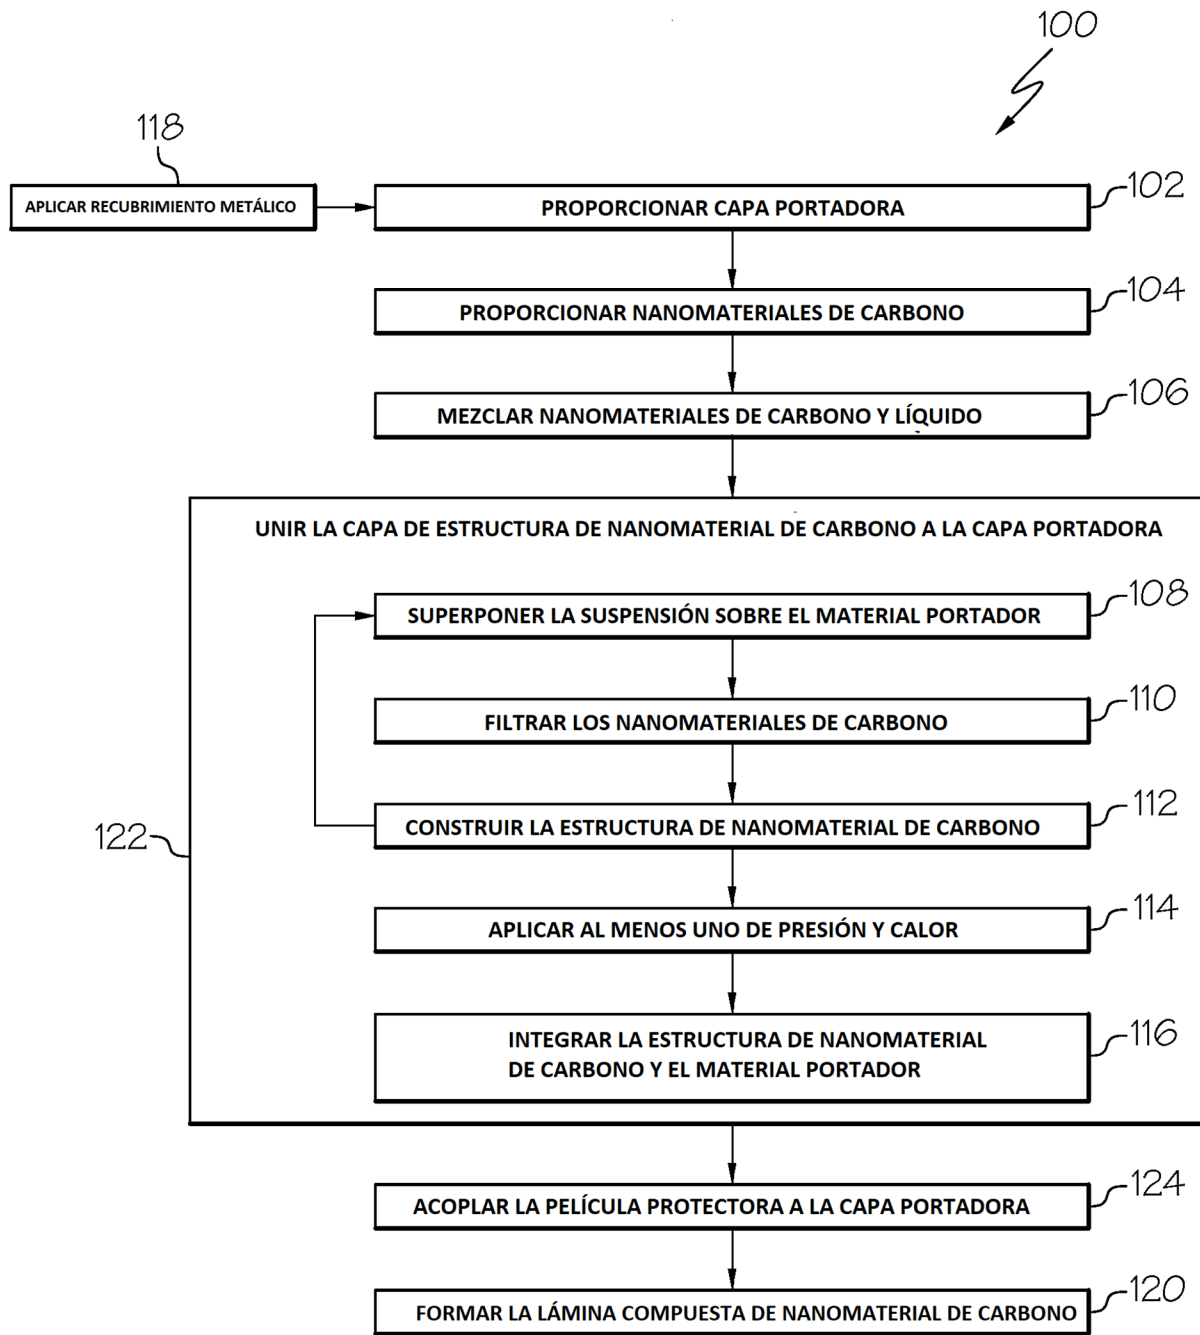 100
118
APLICAR RECUBRIMIENTO METÁLICO
PROPORCIONAR CAPA PORTADORA
102
PROPORCIONAR NANOMATERIALES DE CARBONO
104
MEZCLAR NANOMATERIALES DE CARBONO Y LÍQUIDO
106
UNIR LA CAPA DE ESTRUCTURA DE NANOMATERIAL DE CARBONO A LA CAPA PORTADORA
SUPERPONER LA SUSPENSIÓN SOBRE EL MATERIAL PORTADOR
108
FILTRAR LOS NANOMATERIALES DE CARBONO
110
CONSTRUIR LA ESTRUCTURA DE NANOMATERIAL DE CARBONO
112
122
APLICAR AL MENOS UNO DE PRESIÓN Y CALOR
114
INTEGRAR LA ESTRUCTURA DE NANOMATERIAL
DE CARBONO Y EL MATERIAL PORTADOR
116
ACOPLAR LA PELÍCULA PROTECTORA A LA CAPA PORTADORA
124
FORMAR LA LÁMINA COMPUESTA DE NANOMATERIAL DE CARBONO
120